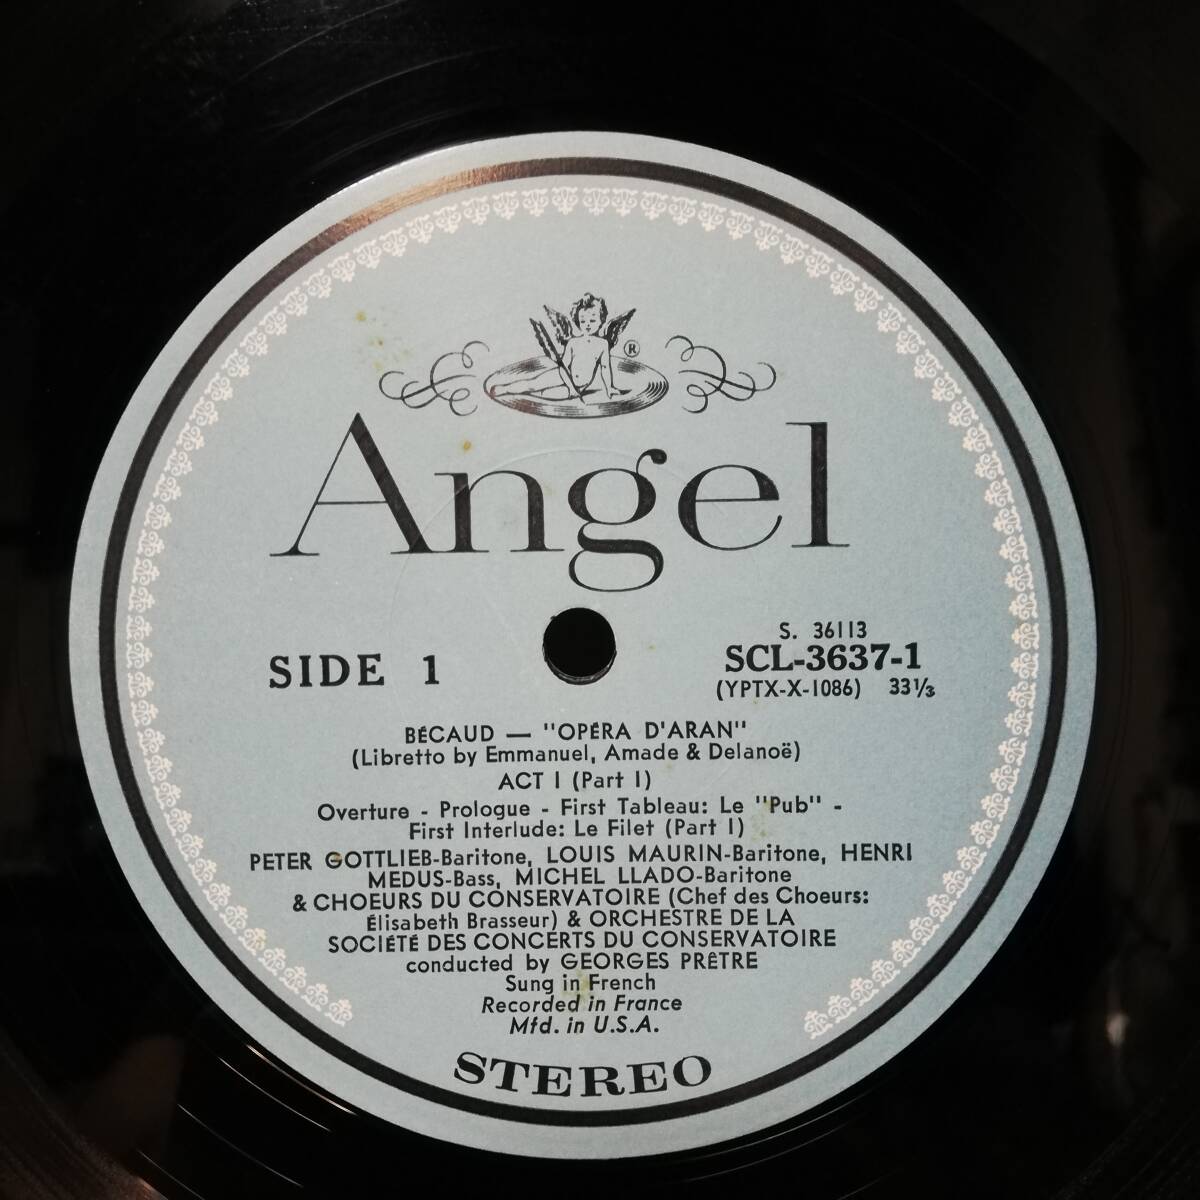 ®
Angel
SIDE 1
S. 36113
SCL-3637-1
(YPTX-X-1086) 33⅓
BÉCAUD — "OPÉRA D'ARAN"
(Libretto by Emmanuel, Amade & Delanoë)
ACT I (Part I)
Overture - Prologue - First Tableau: Le "Pub" -
First Interlude: Le Filet (Part I)
PETER GOTTLIEB-Baritone, LOUIS MAURIN-Baritone, HENRI
MEDUS-Bass, MICHEL LLADO-Baritone
& CHOEURS DU CONSERVATOIRE (Chef des Choeurs:
Élisabeth Brasseur) & ORCHESTRE DE LA
SOCIÉTÉ DES CONCERTS DU CONSERVATOIRE
conducted by GEORGES PRÊTRE
Sung in French
Recorded in France
Mfd. in U.S.A.
STEREO